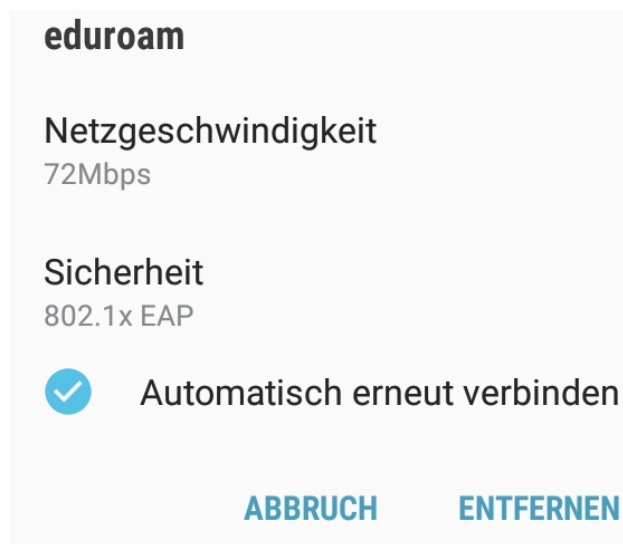 eduroam
Netzgeschwindigkeit
72Mbps
Sicherheit
802.1x EAP
Automatisch erneut verbinden
ABBRUCH ENTFERNEN